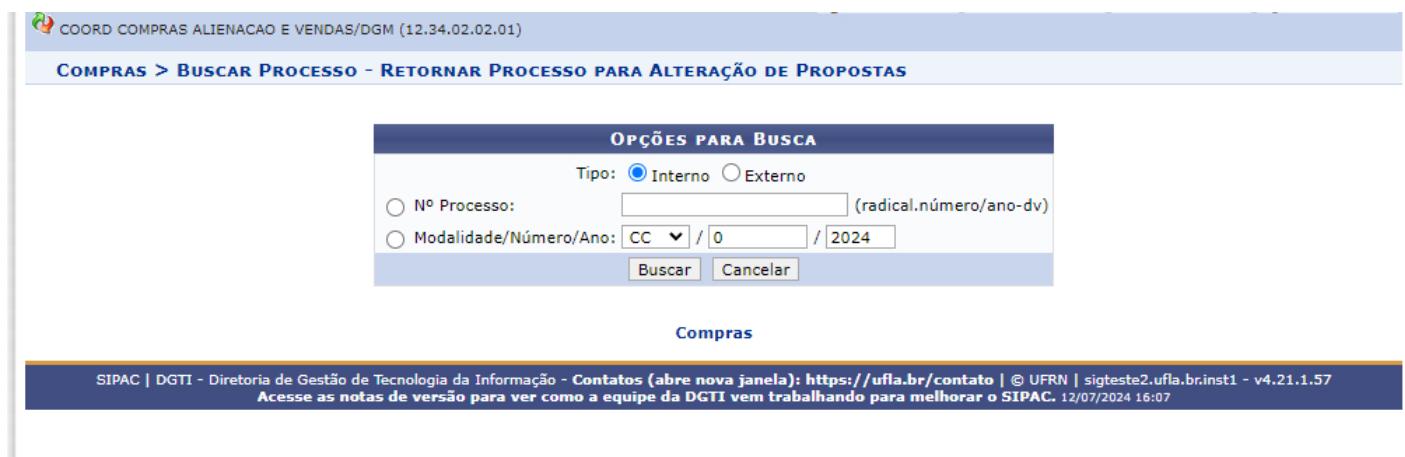 COORD COMPRAS ALIENACAO E VENDAS/DGM (12.34.02.02.01)
Compras > Buscar Processo - Retornar Processo para Alteração de Propostas
Opções para Busca
Tipo: Interno Externo
Nº Processo: (radical.número/ano-dv)
Modalidade/Número/Ano: CC / 0 / 2024
Buscar Cancelar
Compras
SIPAC | DGTI - Diretoria de Gestão de Tecnologia da Informação - Contatos (abre nova janela): https://ufla.br/contato | © UFRN | sigteste2.ufla.br.inst1 - v4.21.1.57
Acesse as notas de versão para ver como a equipe da DGTI vem trabalhando para melhorar o SIPAC. 12/07/2024 16:07